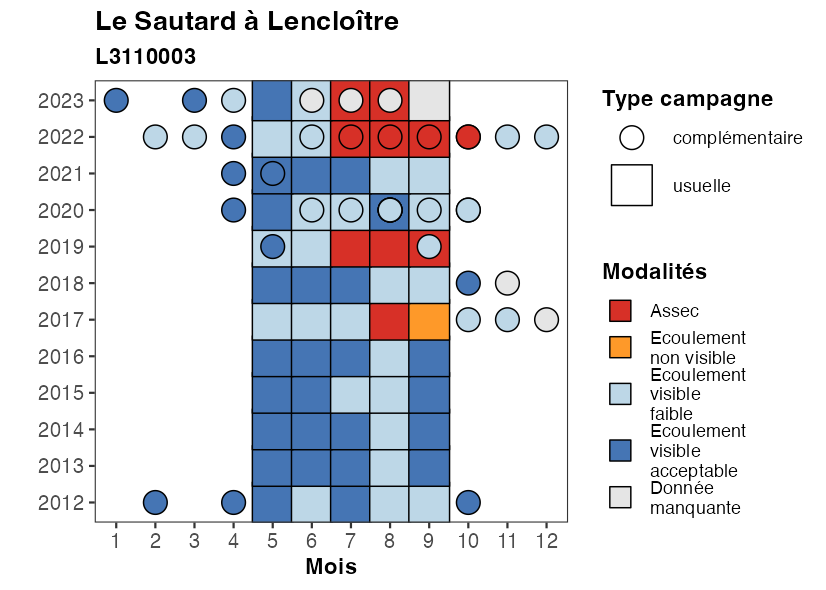 Le Sautard à Lencloître
L3110003
2023
2022
2021
2020
2019
2018
2017
2016
2015
2014
2013
2012
1 2 3 4 5 6 7 8 9 10 11 12
Mois
Type campagne
complémentaire
usuelle
Modalités
Assec
Ecoulement
non visible
Ecoulement
visible
faible
Ecoulement
visible
acceptable
Donnée
manquante